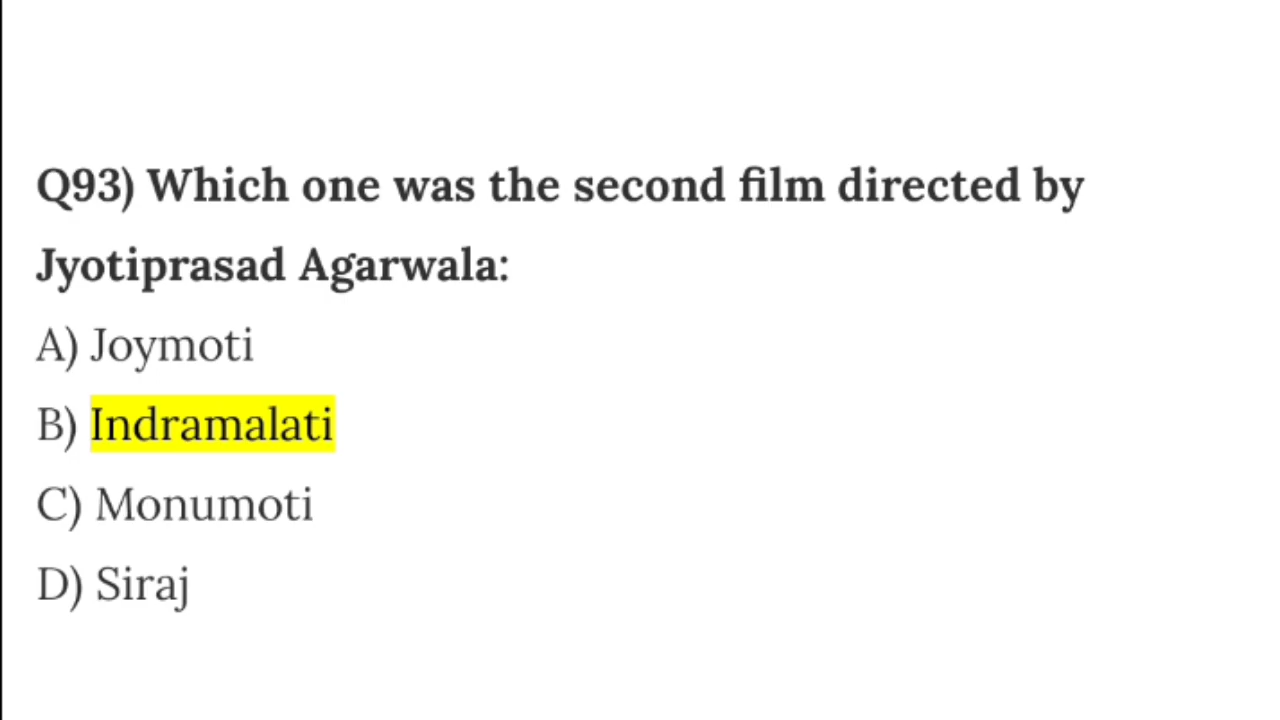 Q93) Which one was the second film directed by
Jyotiprasad Agarwala:
A) Joymoti
B) Indramalati
C) Monumoti
D) Siraj